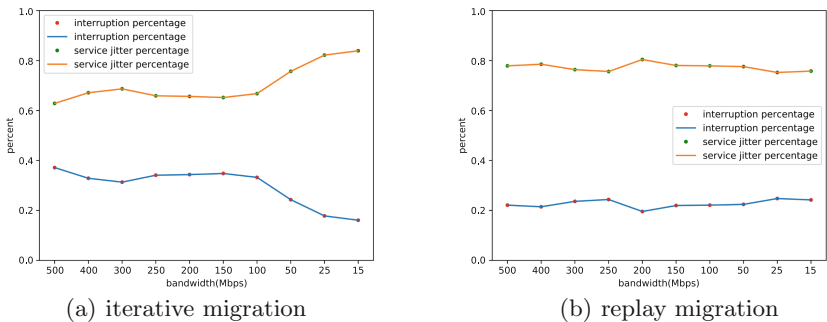 1.0
0.8
0.6
0.4
0.2
0.0
percent
interruption percentage
interruption percentage
service jitter percentage
service jitter percentage
500 400 300 250 200 150 100 50 25 15
bandwidth(Mbps)
(a) iterative migration
1.0
0.8
0.6
0.4
0.2
0.0
percent
interruption percentage
interruption percentage
service jitter percentage
service jitter percentage
500 400 300 250 200 150 100 50 25 15
bandwidth(Mbps)
(b) replay migration